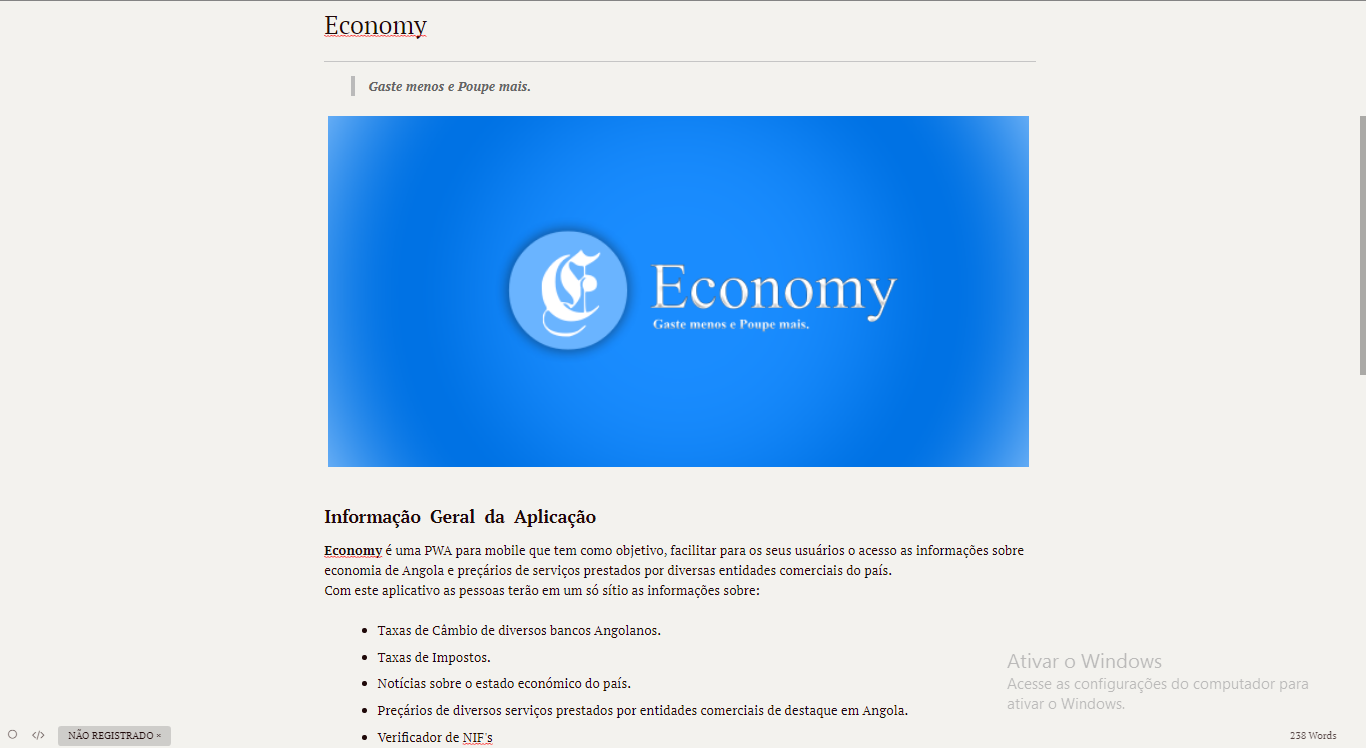 Economy
Gaste menos e Poupe mais.
E Economy
Gaste menos e Poupe mais.
Informação Geral da Aplicação
Economy é uma PWA para mobile que tem como objetivo, facilitar para os seus usuários o acesso as informações sobre
economia de Angola e preçários de serviços prestados por diversas entidades comerciais do país.
Com este aplicativo as pessoas terão em um só sítio as informações sobre:
Taxas de Câmbio de diversos bancos Angolanos.
Taxas de Impostos.
Notícias sobre o estado económico do país.
Preçários de diversos serviços prestados por entidades comerciais de destaque em Angola.
Verificador de NIF's
Ativar o Windows
Acesse as configurações do computador para
ativar o Windows.
</> NÃO REGISTRADO × 238 Words